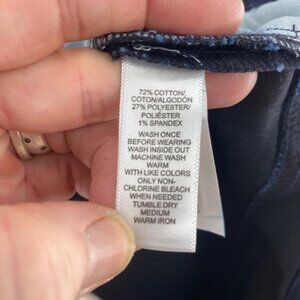 72% COTTON/
COTON/ALGODÓN
27% POLYESTER/
POLIÉSTER
1% SPANDEX
WASH ONCE
BEFORE WEARING
WASH INSIDE OUT
MACHINE WASH
WARM
WITH LIKE COLORS
ONLY NON-
CHLORINE BLEACH
WHEN NEEDED
TUMBLE DRY
MEDIUM
WARM IRON